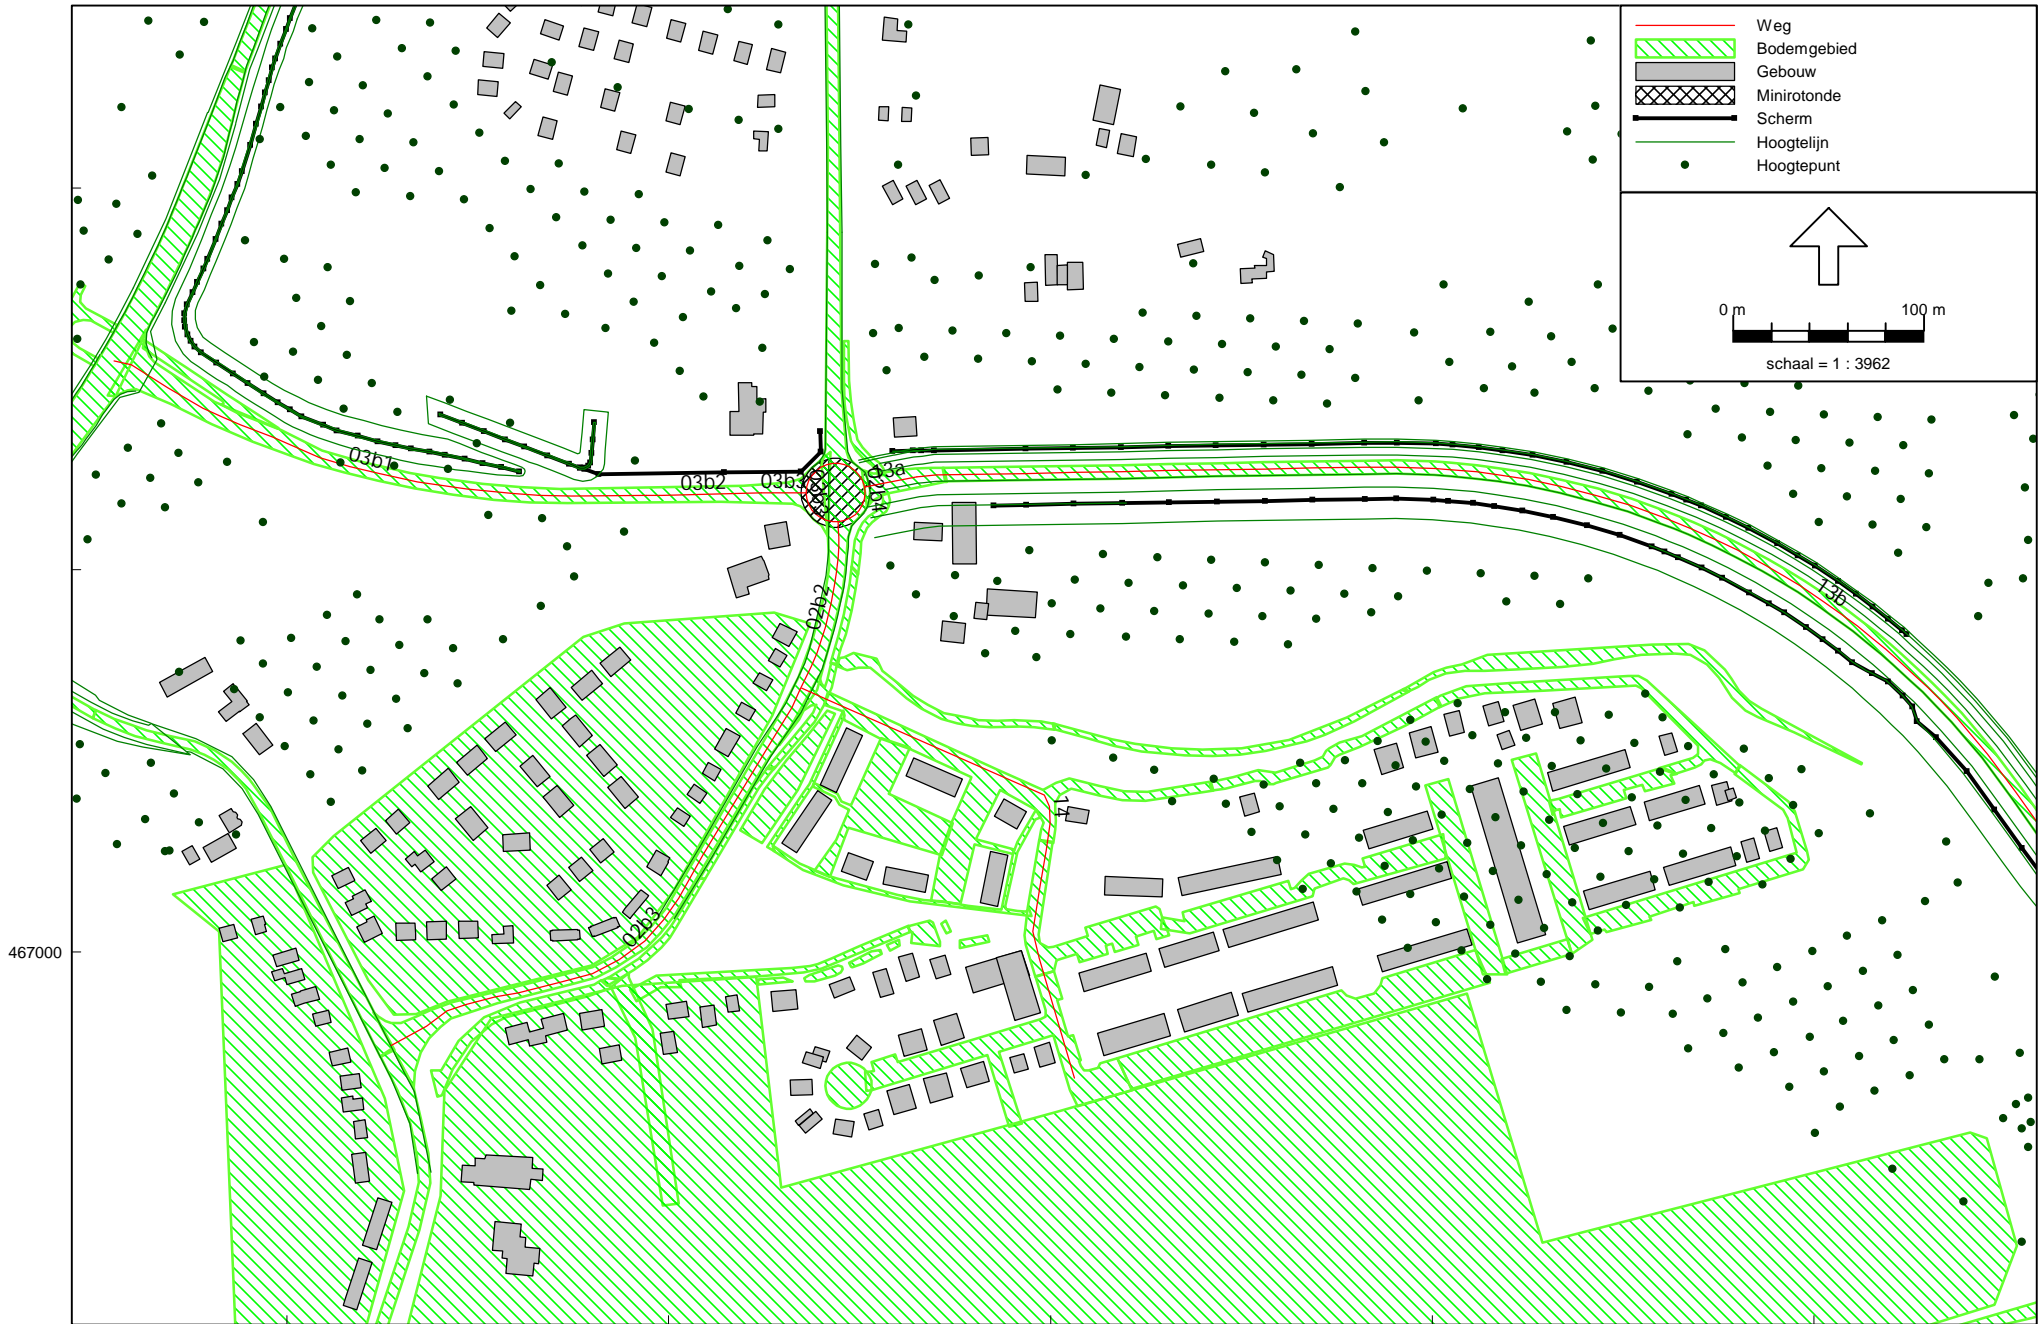 Weg
Bodemgebied
Gebouw
Minirotonde
Scherm
Hoogtelijn
Hoogtepunt
0 m 100 m
schaal = 1 : 3962
03b1
03b2
03b3
13a
02b4
02b2
13b
14
02b3
467000